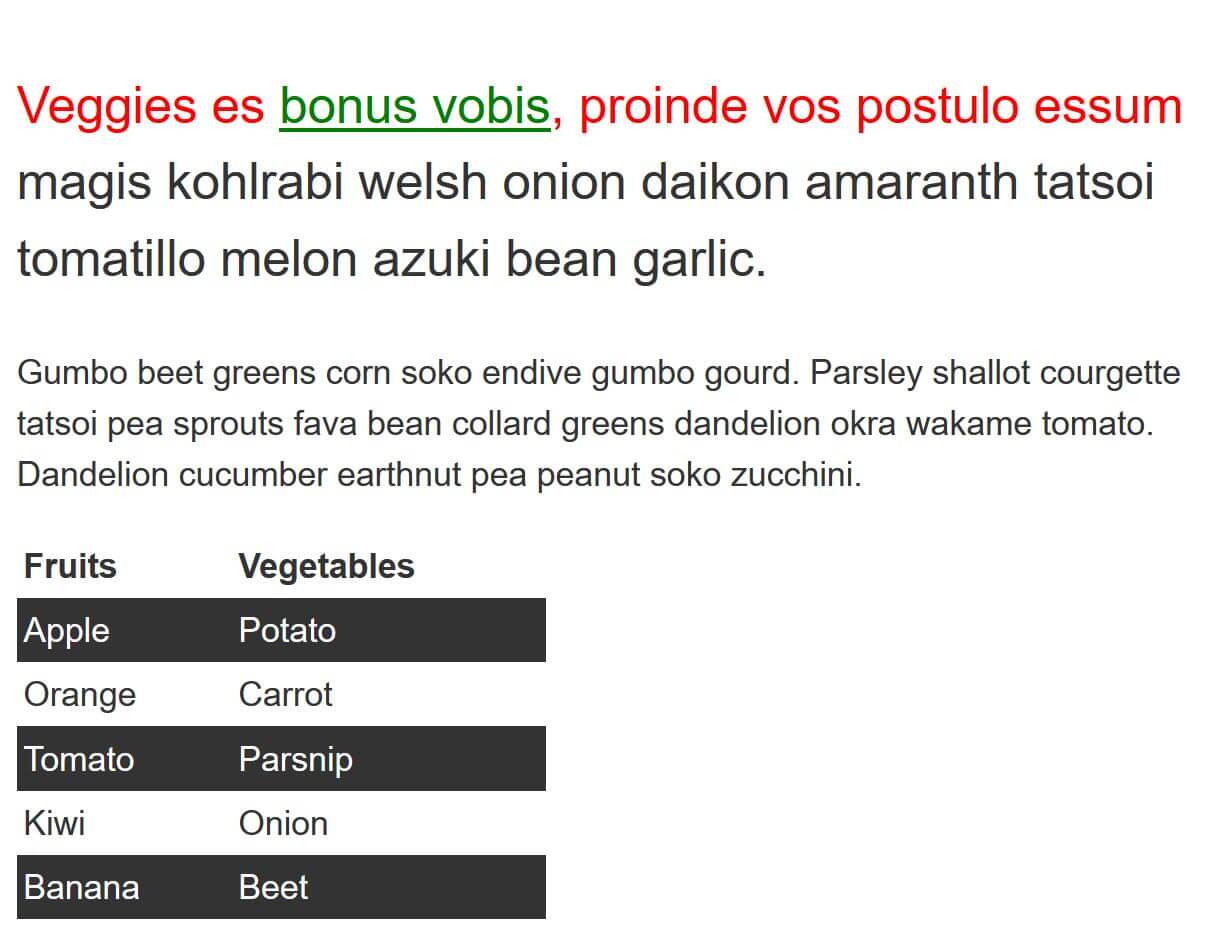 Veggies es bonus vobis, proinde vos postulo essum
magis kohlrabi welsh onion daikon amaranth tatsoi
tomatillo melon azuki bean garlic.
Gumbo beet greens corn soko endive gumbo gourd. Parsley shallot courgette
tatsoi pea sprouts fava bean collard greens dandelion okra wakame tomato.
Dandelion cucumber earthnut pea peanut soko zucchini.
Fruits Vegetables
Apple Potato
Orange Carrot
Tomato Parsnip
Kiwi Onion
Banana Beet